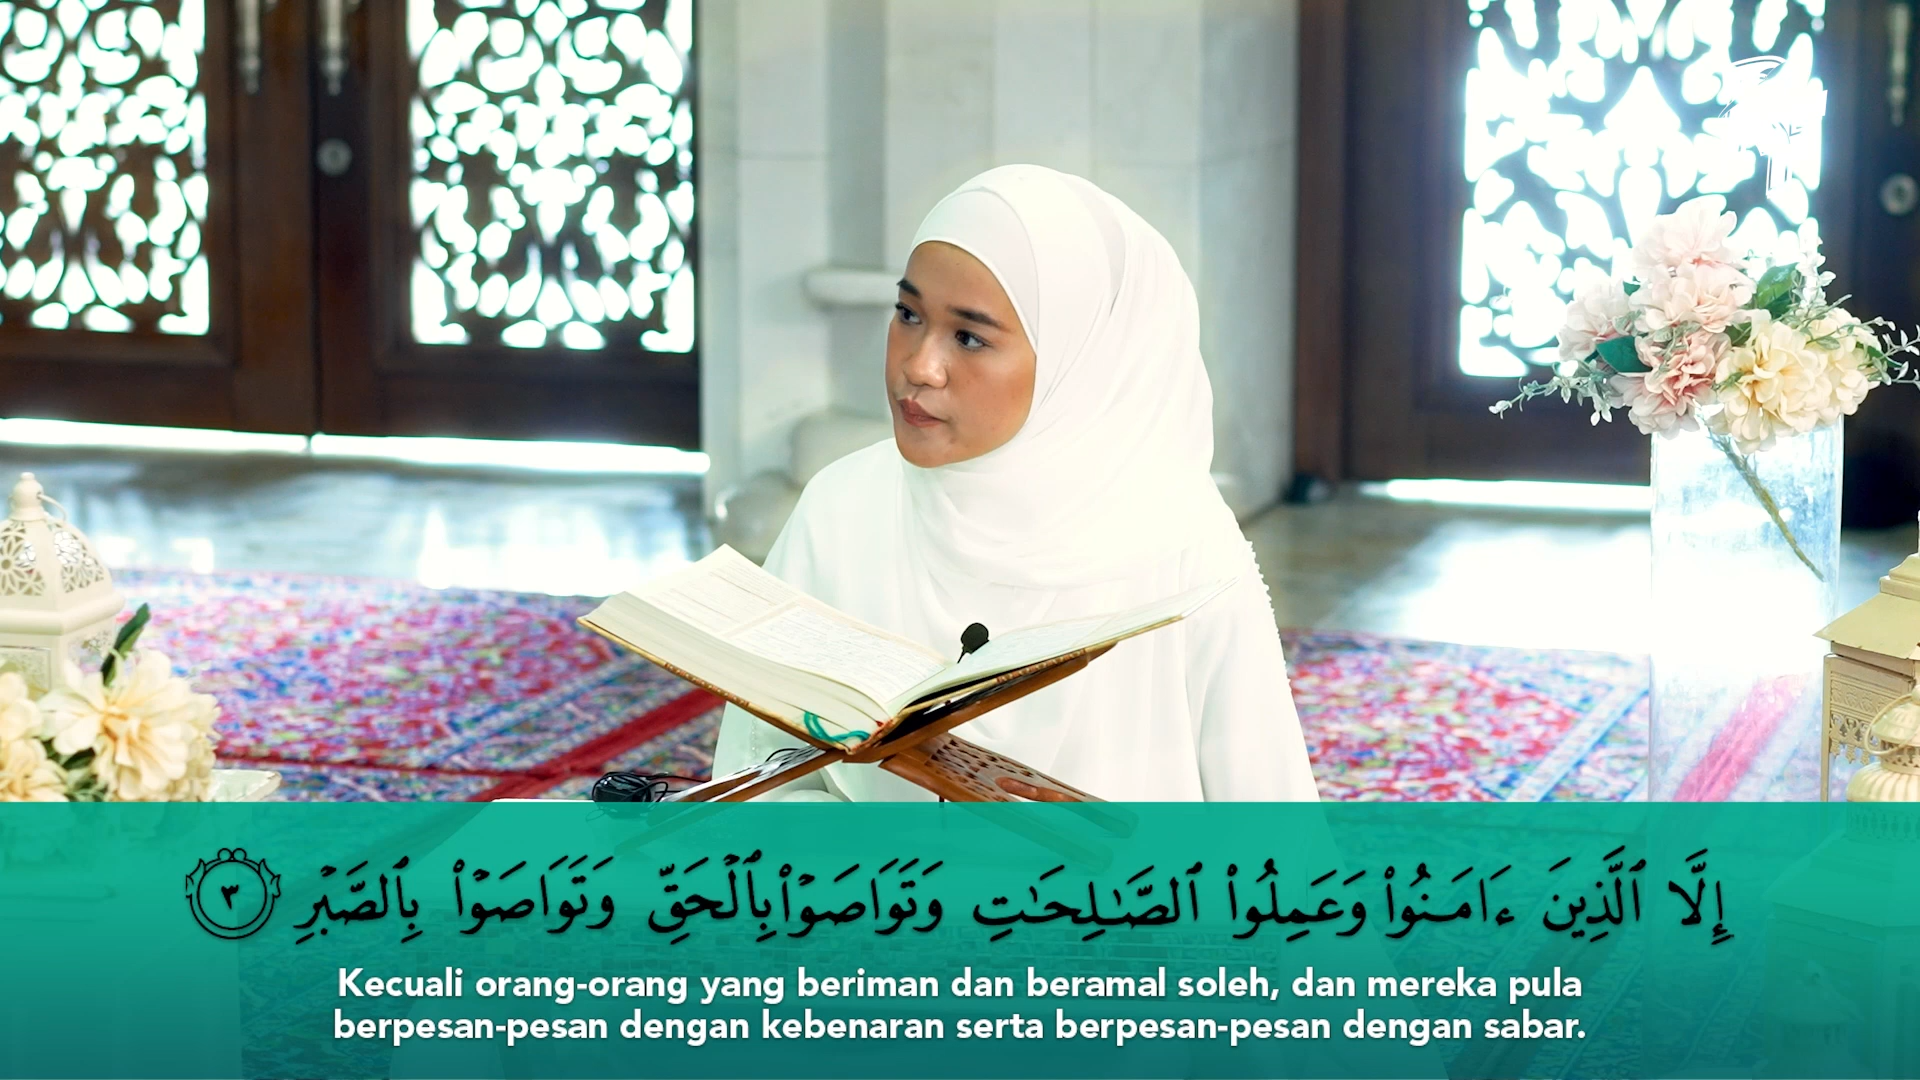 إِلَّا ٱلَّذِينَ ءَامَنُوا۟ وَعَمِلُوا۟ ٱلصَّـٰلِحَـٰتِ وَتَوَاصَوْا۟ بِٱلْحَقِّ وَتَوَاصَوْا۟ بِٱلصَّبْرِ ٣
Kecuali orang-orang yang beriman dan beramal soleh, dan mereka pula
berpesan-pesan dengan kebenaran serta berpesan-pesan dengan sabar.